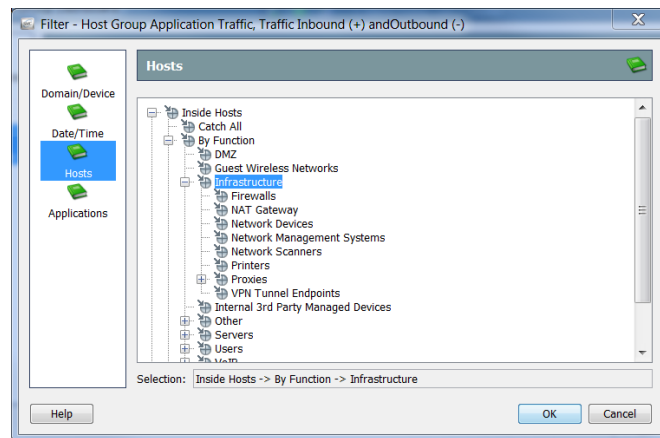 Filter - Host Group Application Traffic, Traffic Inbound (+) andOutbound (-)
Domain/Device
Date/Time
Hosts
Applications
Hosts
Inside Hosts
Catch All
By Function
DMZ
Guest Wireless Networks
Infrastructure
Firewalls
NAT Gateway
Network Devices
Network Management Systems
Network Scanners
Printers
Proxies
VPN Tunnel Endpoints
Internal 3rd Party Managed Devices
Other
Servers
Users
VoIP
Selection: Inside Hosts -> By Function -> Infrastructure
Help
OK
Cancel